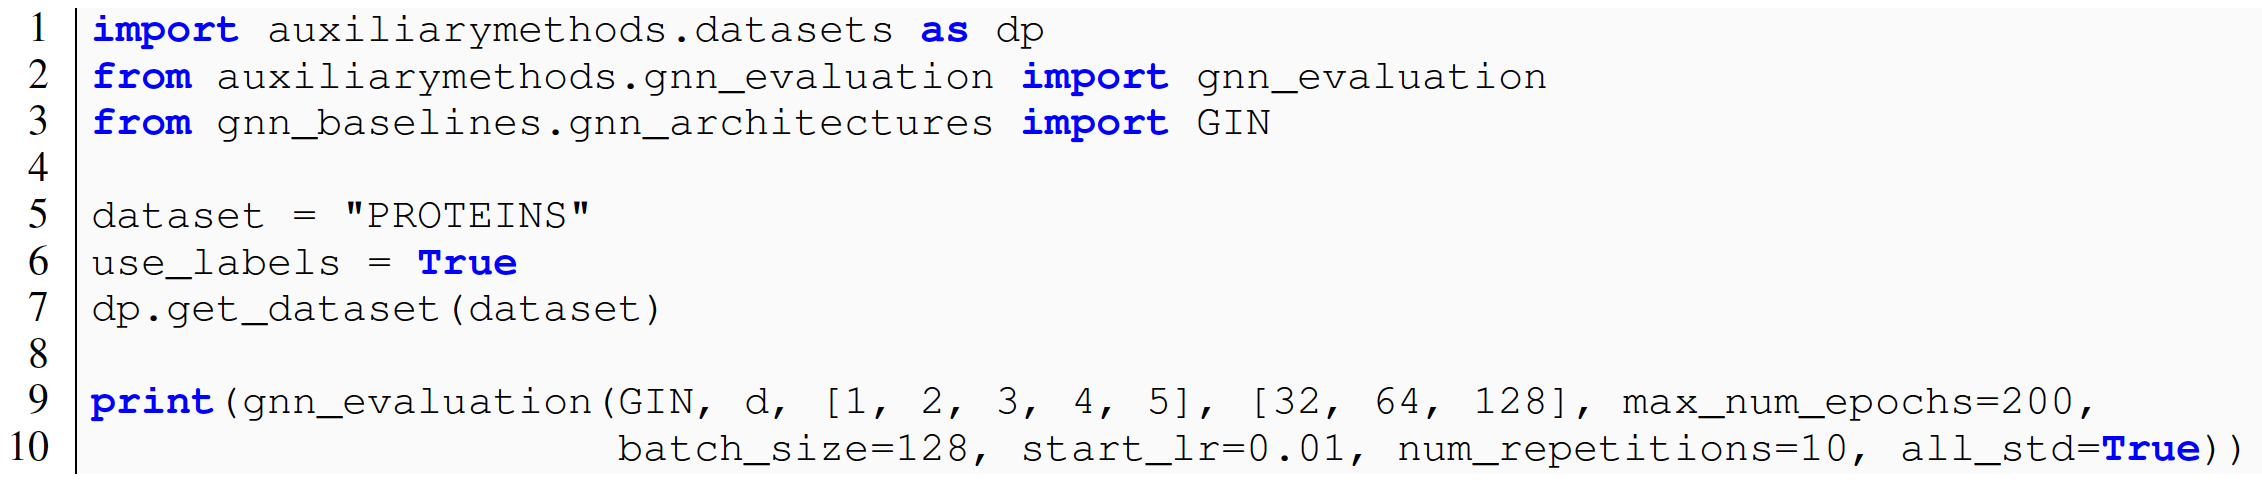 1 import auxiliarymethods.datasets as dp
2 from auxiliarymethods.gnn_evaluation import gnn_evaluation
3 from gnn_baselines.gnn_architectures import GIN
4
5 dataset = "PROTEINS"
6 use_labels = True
7 dp.get_dataset(dataset)
8
9 print(gnn_evaluation(GIN, d, [1, 2, 3, 4, 5], [32, 64, 128], max_num_epochs=200,
10 batch_size=128, start_lr=0.01, num_repetitions=10, all_std=True))